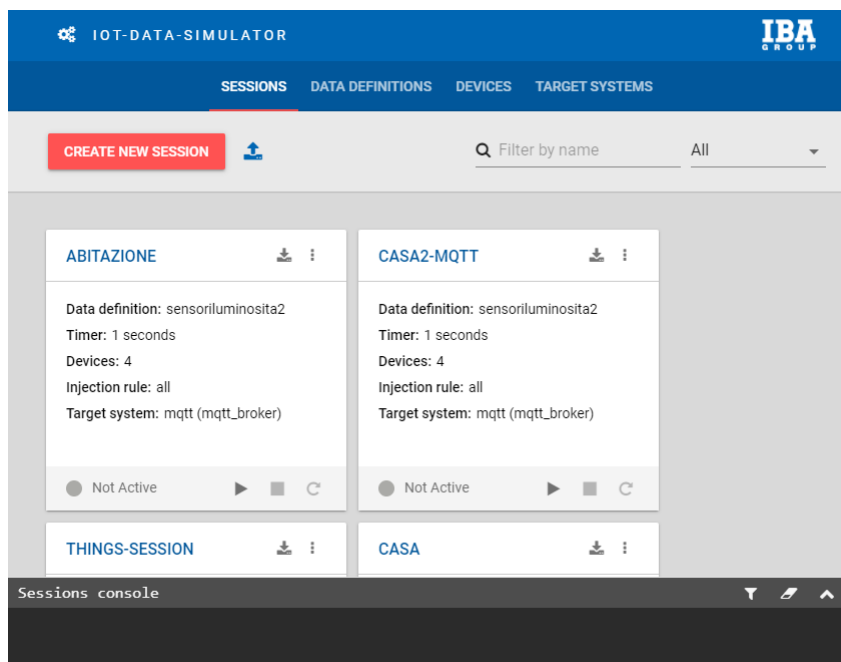 IOT-DATA-SIMULATOR
IBA
GROUP
SESSIONS DATA DEFINITIONS DEVICES TARGET SYSTEMS
CREATE NEW SESSION
Filter by name
All
ABITAZIONE
Data definition: sensoriluminosita2
Timer: 1 seconds
Devices: 4
Injection rule: all
Target system: mqtt (mqtt_broker)
Not Active
CASA2-MQTT
Data definition: sensoriluminosita2
Timer: 1 seconds
Devices: 4
Injection rule: all
Target system: mqtt (mqtt_broker)
Not Active
THINGS-SESSION
CASA
Sessions console